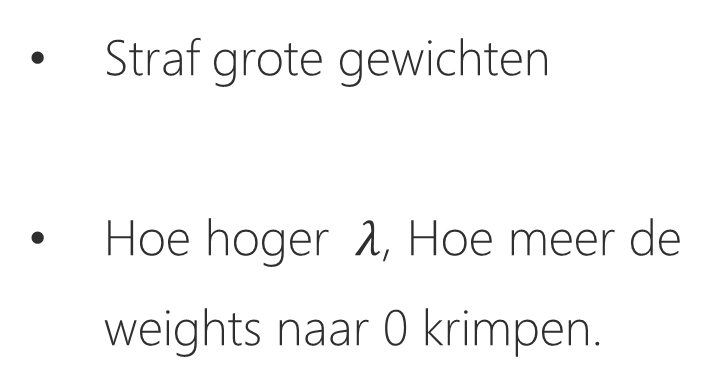 • Straf grote gewichten
• Hoe hoger λ, Hoe meer de
weights naar 0 krimpen.